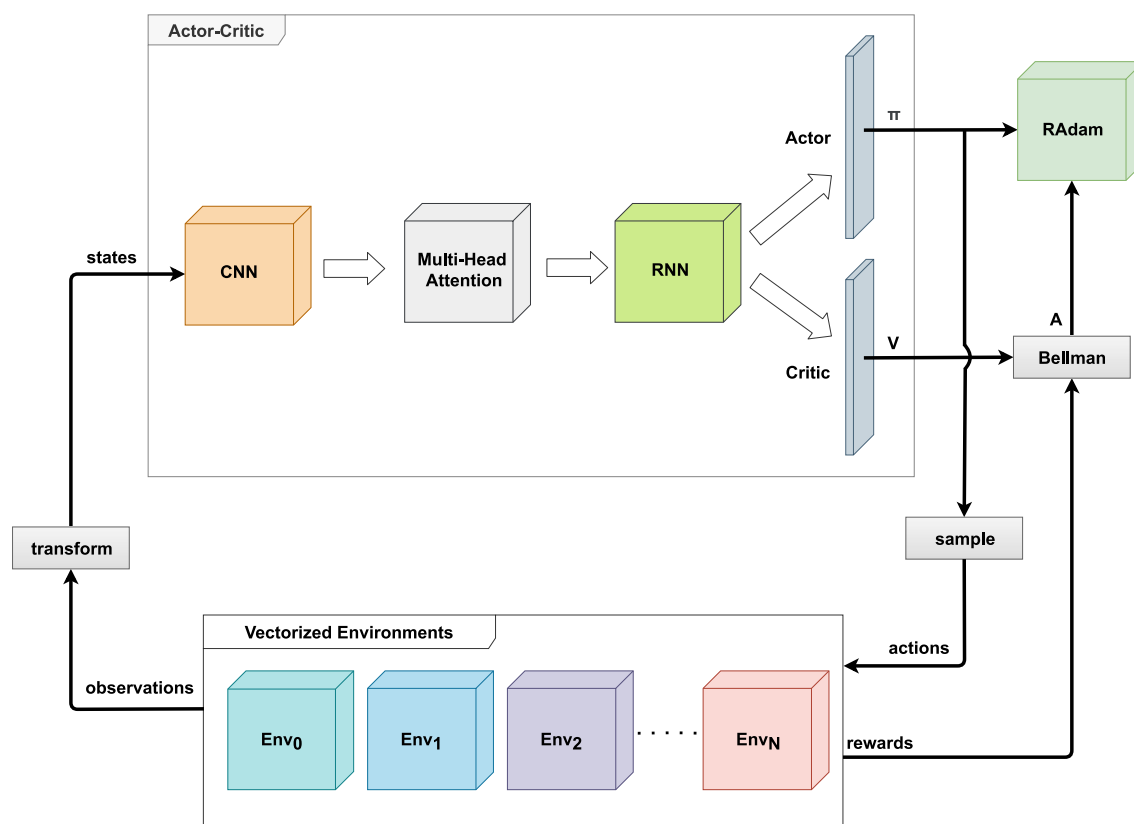 Actor-Critic
π
RAdam
Actor
states
CNN
Multi-Head
Attention
RNN
A
V
Bellman
Critic
transform
sample
Vectorized Environments
actions
observations
Env0
Env1
Env2
. . . . .
EnvN
rewards